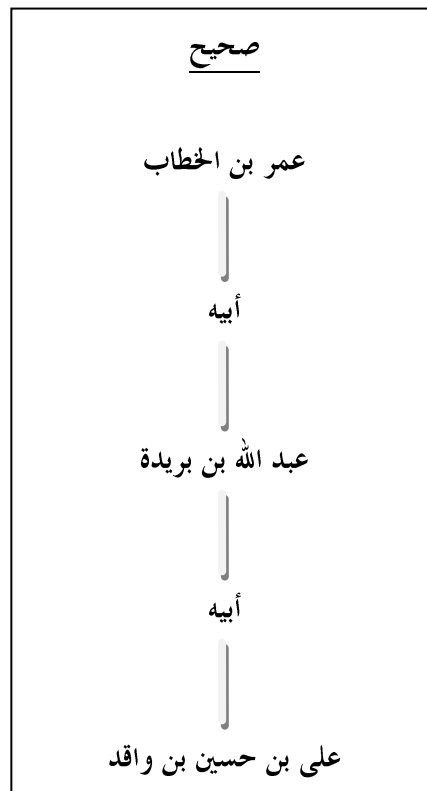 صحيح
عمر بن الخطاب
أبيه
عبد الله بن بريدة
أبيه
على بن حسين بن واقد